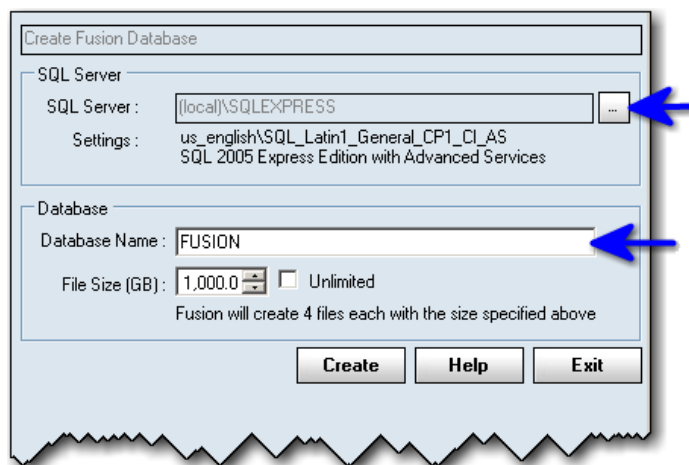 Create Fusion Database
SQL Server
SQL Server : (local)\SQLEXPRESS ...
Settings : us_english\SQL_Latin1_General_CP1_CI_AS
SQL 2005 Express Edition with Advanced Services
Database
Database Name : FUSION
File Size (GB) : 1,000.0 Unlimited
Fusion will create 4 files each with the size specified above
Create Help Exit